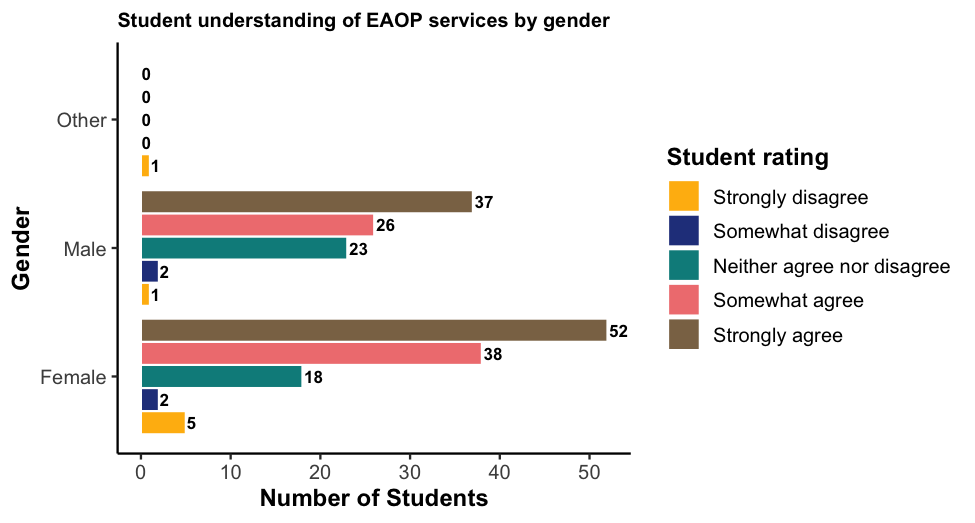 Student understanding of EAOP services by gender
Gender
Other
0
0
0
0
1
Male
37
26
23
2
1
Female
52
38
18
2
5
0 10 20 30 40 50
Number of Students
Student rating
Strongly disagree
Somewhat disagree
Neither agree nor disagree
Somewhat agree
Strongly agree